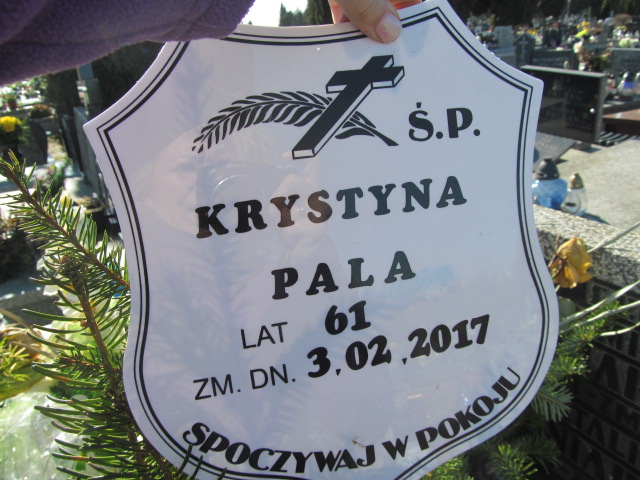 Ś.P.
KRYSTYNA
PALA
LAT 61
ZM. DN. 3.02.2017
SPOCZYWAJ W POKOJU